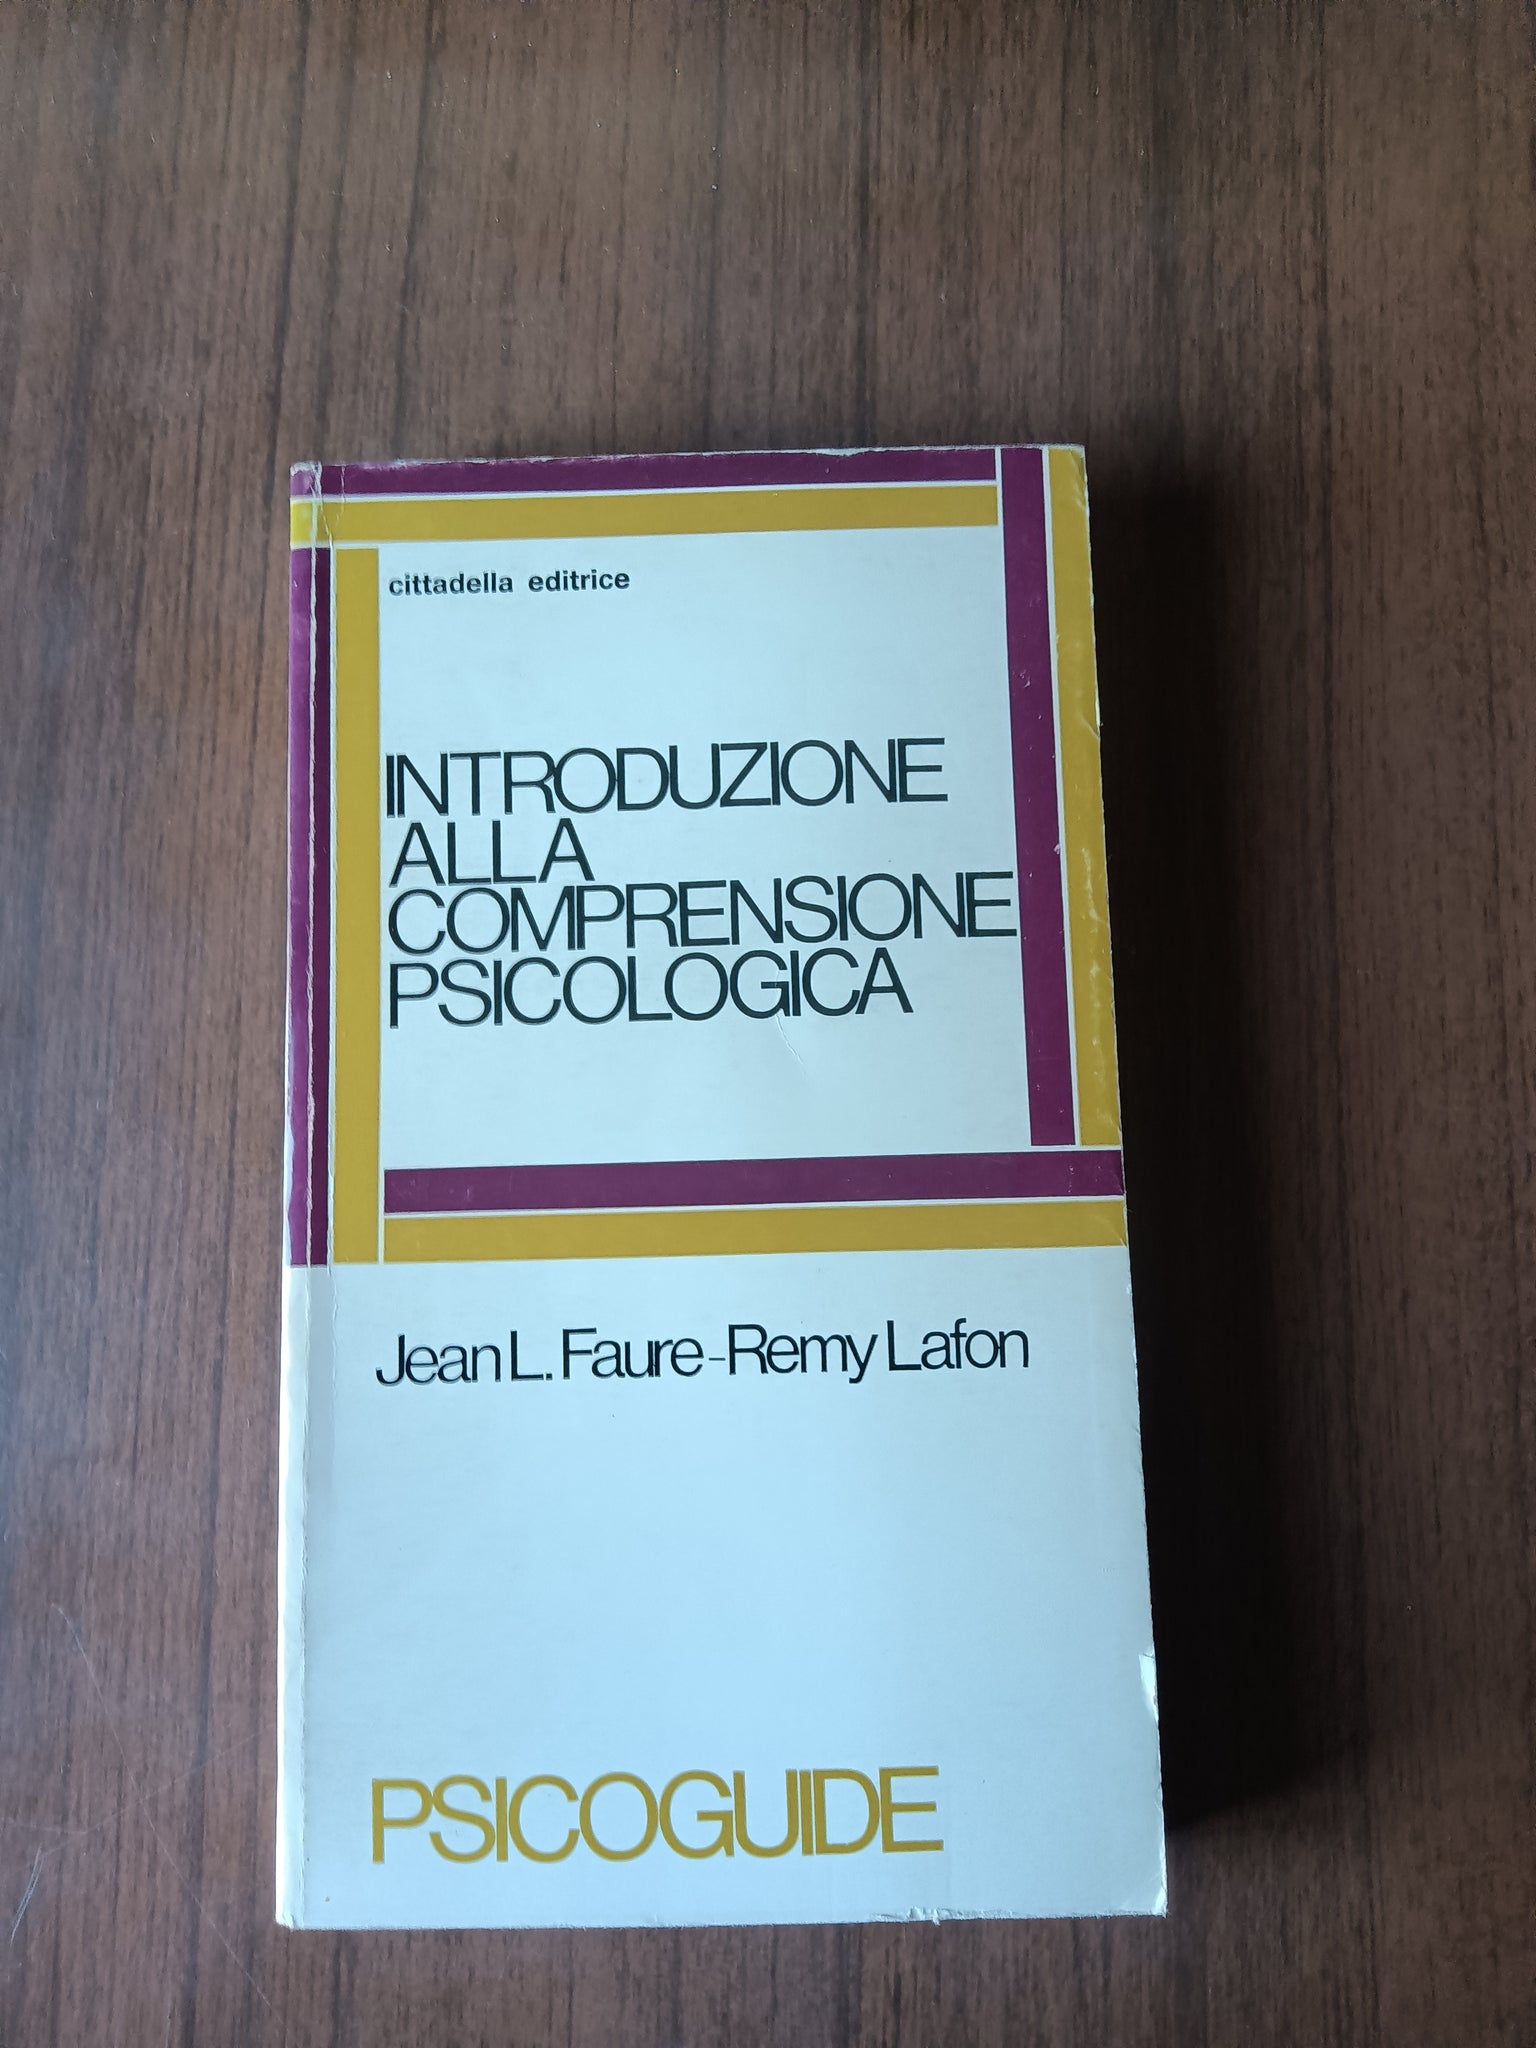 cittadella editrice
INTRODUZIONE
ALLA
COMPRENSIONE
PSICOLOGICA
Jean L. Faure-Remy Lafon
PSICOGUIDE